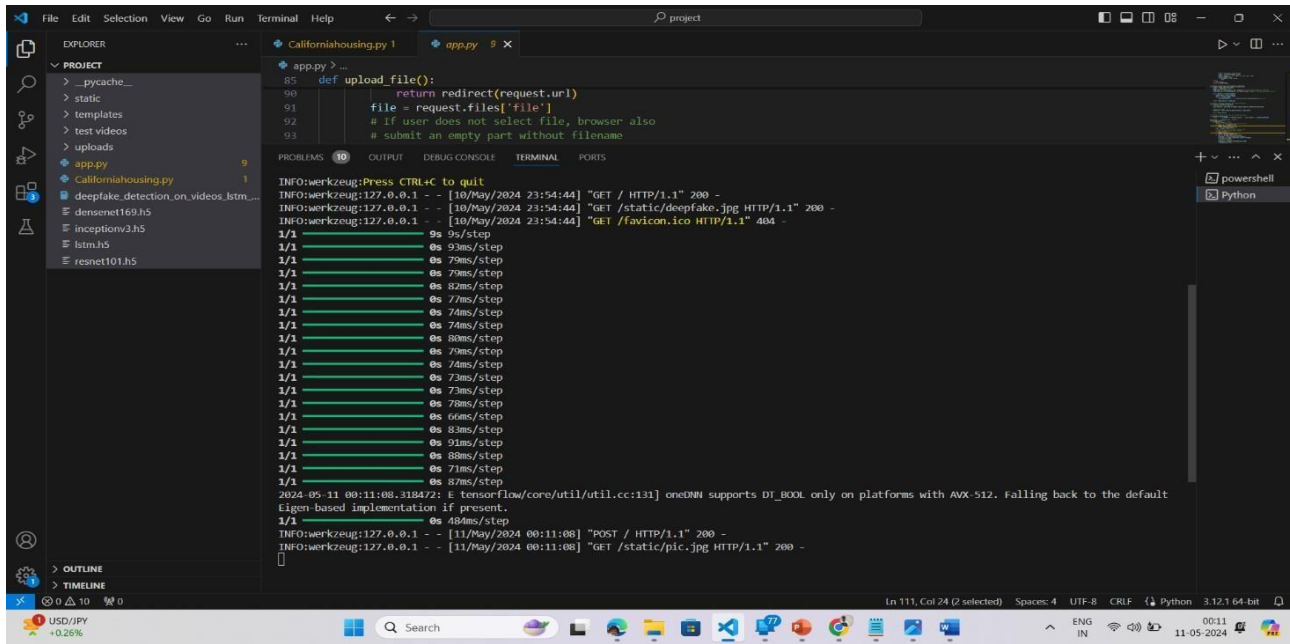 File Edit Selection View Go Run Terminal Help
project
EXPLORER
Californiahousing.py 1
app.py 9
PROJECT
__pycache__
static
templates
test videos
uploads
app.py 9
Californiahousing.py 1
deepfake_detection_on_videos_lstm_...
densenet169.h5
inceptionv3.h5
lstm.h5
resnet101.h5
OUTLINE
TIMELINE
app.py > ...
85 def upload_file():
90 return redirect(request.url)
91 file = request.files['file']
92 # If user does not select file, browser also
93 # submit an empty part without filename
PROBLEMS 10 OUTPUT DEBUG CONSOLE TERMINAL PORTS
powershell
Python
INFO:werkzeug:Press CTRL+C to quit
INFO:werkzeug:127.0.0.1 - - [10/May/2024 23:54:44] "GET / HTTP/1.1" 200 -
INFO:werkzeug:127.0.0.1 - - [10/May/2024 23:54:44] "GET /static/deepfake.jpg HTTP/1.1" 200 -
INFO:werkzeug:127.0.0.1 - - [10/May/2024 23:54:44] "GET /favicon.ico HTTP/1.1" 404 -
1/1 9s 9s/step
1/1 0s 93ms/step
1/1 0s 79ms/step
1/1 0s 79ms/step
1/1 0s 82ms/step
1/1 0s 77ms/step
1/1 0s 74ms/step
1/1 0s 74ms/step
1/1 0s 80ms/step
1/1 0s 79ms/step
1/1 0s 74ms/step
1/1 0s 73ms/step
1/1 0s 73ms/step
1/1 0s 78ms/step
1/1 0s 66ms/step
1/1 0s 83ms/step
1/1 0s 91ms/step
1/1 0s 88ms/step
1/1 0s 71ms/step
1/1 0s 87ms/step
2024-05-11 00:11:08.318472: E tensorflow/core/util/util.cc:131] oneDNN supports DT_BOOL only on platforms with AVX-512. Falling back to the default
Eigen-based implementation if present.
1/1 0s 484ms/step
INFO:werkzeug:127.0.0.1 - - [11/May/2024 00:11:08] "POST / HTTP/1.1" 200 -
INFO:werkzeug:127.0.0.1 - - [11/May/2024 00:11:08] "GET /static/pic.jpg HTTP/1.1" 200 -
0 10 0
Ln 111, Col 24 (2 selected) Spaces: 4 UTF-8 CRLF Python 3.12.1 64-bit
USD/JPY
+0.26%
Search
ENG
IN
00:11
11-05-2024